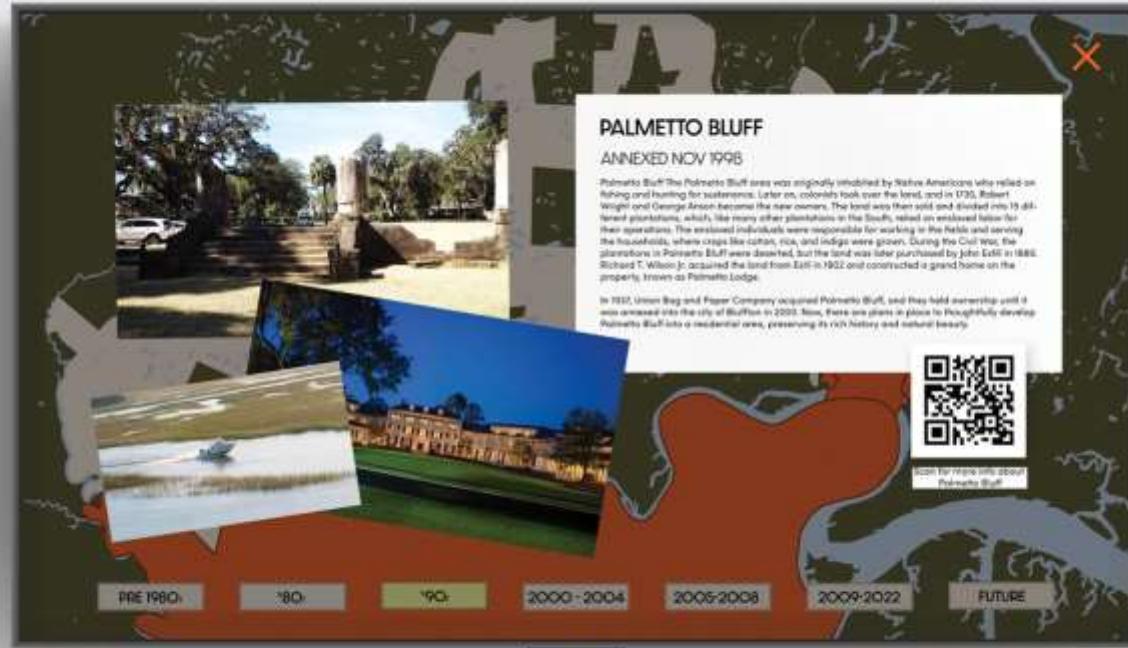 PALMETTO BLUFF
ANNEXED NOV 1998
Palmetto Bluff The Palmetto Bluff area was originally inhabited by Native Americans who relied on
fishing and hunting for sustenance. Later on, colonists took over the land, and in 1730, Robert
Wright and George Anson became the new owners. The land was then sold and divided into 15 dif-
ferent plantations, which, like many other plantations in the South, relied on enslaved labor for
their operations. The enslaved individuals were responsible for working in the fields and serving
the households, where crops like cotton, rice, and indigo were grown. During the Civil War, the
plantations in Palmetto Bluff were deserted, but the land was later purchased by John Estill in
Richard T. Wilson Jr. acquired the land from Estill in 1902 and constructed a grand home on the
property, known as Palmetto Lodge.
In 1937, Union Bag and Paper Company acquired Palmetto Bluff, and they held ownership until it
was annexed into the city of Bluffton in 2000. Now, there are plans in place to thoughtfully develop
Palmetto Bluff into a residential area, preserving its rich history and natural beauty.
Scan for more info about
Palmetto Bluff
PRE 1980s
'80s
'90s
2000 - 2004
2005-2008
2009-2022
FUTURE